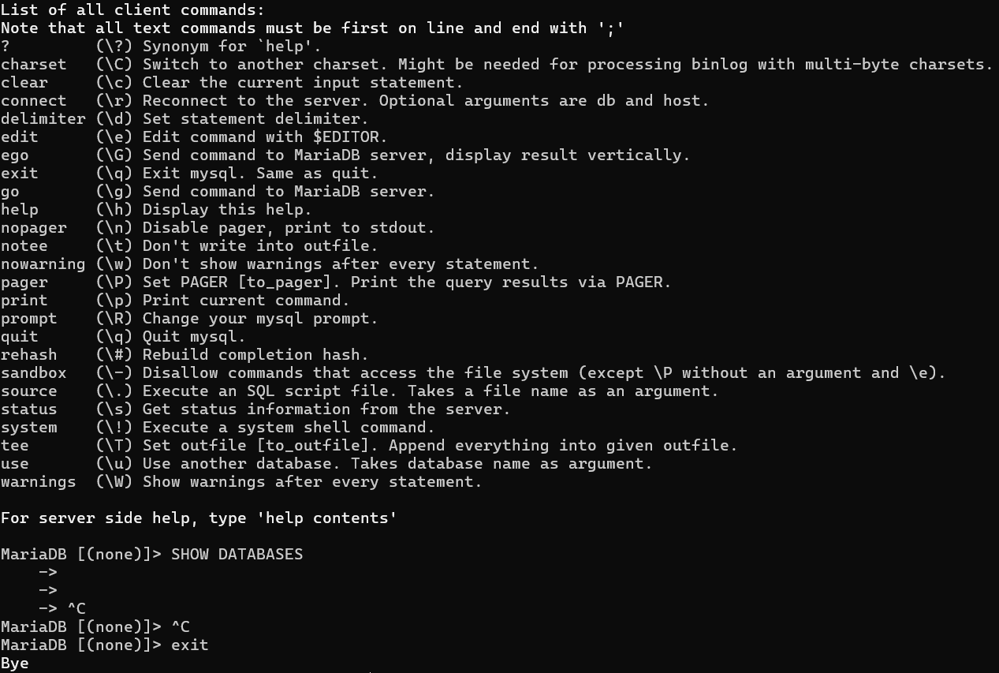 List of all client commands:
Note that all text commands must be first on line and end with ';'
?         (\?) Synonym for `help'.
charset   (\C) Switch to another charset. Might be needed for processing binlog with multi-byte charsets.
clear     (\c) Clear the current input statement.
connect   (\r) Reconnect to the server. Optional arguments are db and host.
delimiter (\d) Set statement delimiter.
edit      (\e) Edit command with $EDITOR.
ego       (\G) Send command to MariaDB server, display result vertically.
exit      (\q) Exit mysql. Same as quit.
go        (\g) Send command to MariaDB server.
help      (\h) Display this help.
nopager   (\n) Disable pager, print to stdout.
notee     (\t) Don't write into outfile.
nowarning (\w) Don't show warnings after every statement.
pager     (\P) Set PAGER [to_pager]. Print the query results via PAGER.
print     (\p) Print current command.
prompt    (\R) Change your mysql prompt.
quit      (\q) Quit mysql.
rehash    (\#) Rebuild completion hash.
sandbox   (\-) Disallow commands that access the file system (except \P without an argument and \e).
source    (\.) Execute an SQL script file. Takes a file name as an argument.
status    (\s) Get status information from the server.
system    (\!) Execute a system shell command.
tee       (\T) Set outfile [to_outfile]. Append everything into given outfile.
use       (\u) Use another database. Takes database name as argument.
warnings  (\W) Show warnings after every statement.

For server side help, type 'help contents'

MariaDB [(none)]> SHOW DATABASES
    ->
    ->
    -> ^C
MariaDB [(none)]> ^C
MariaDB [(none)]> exit
Bye